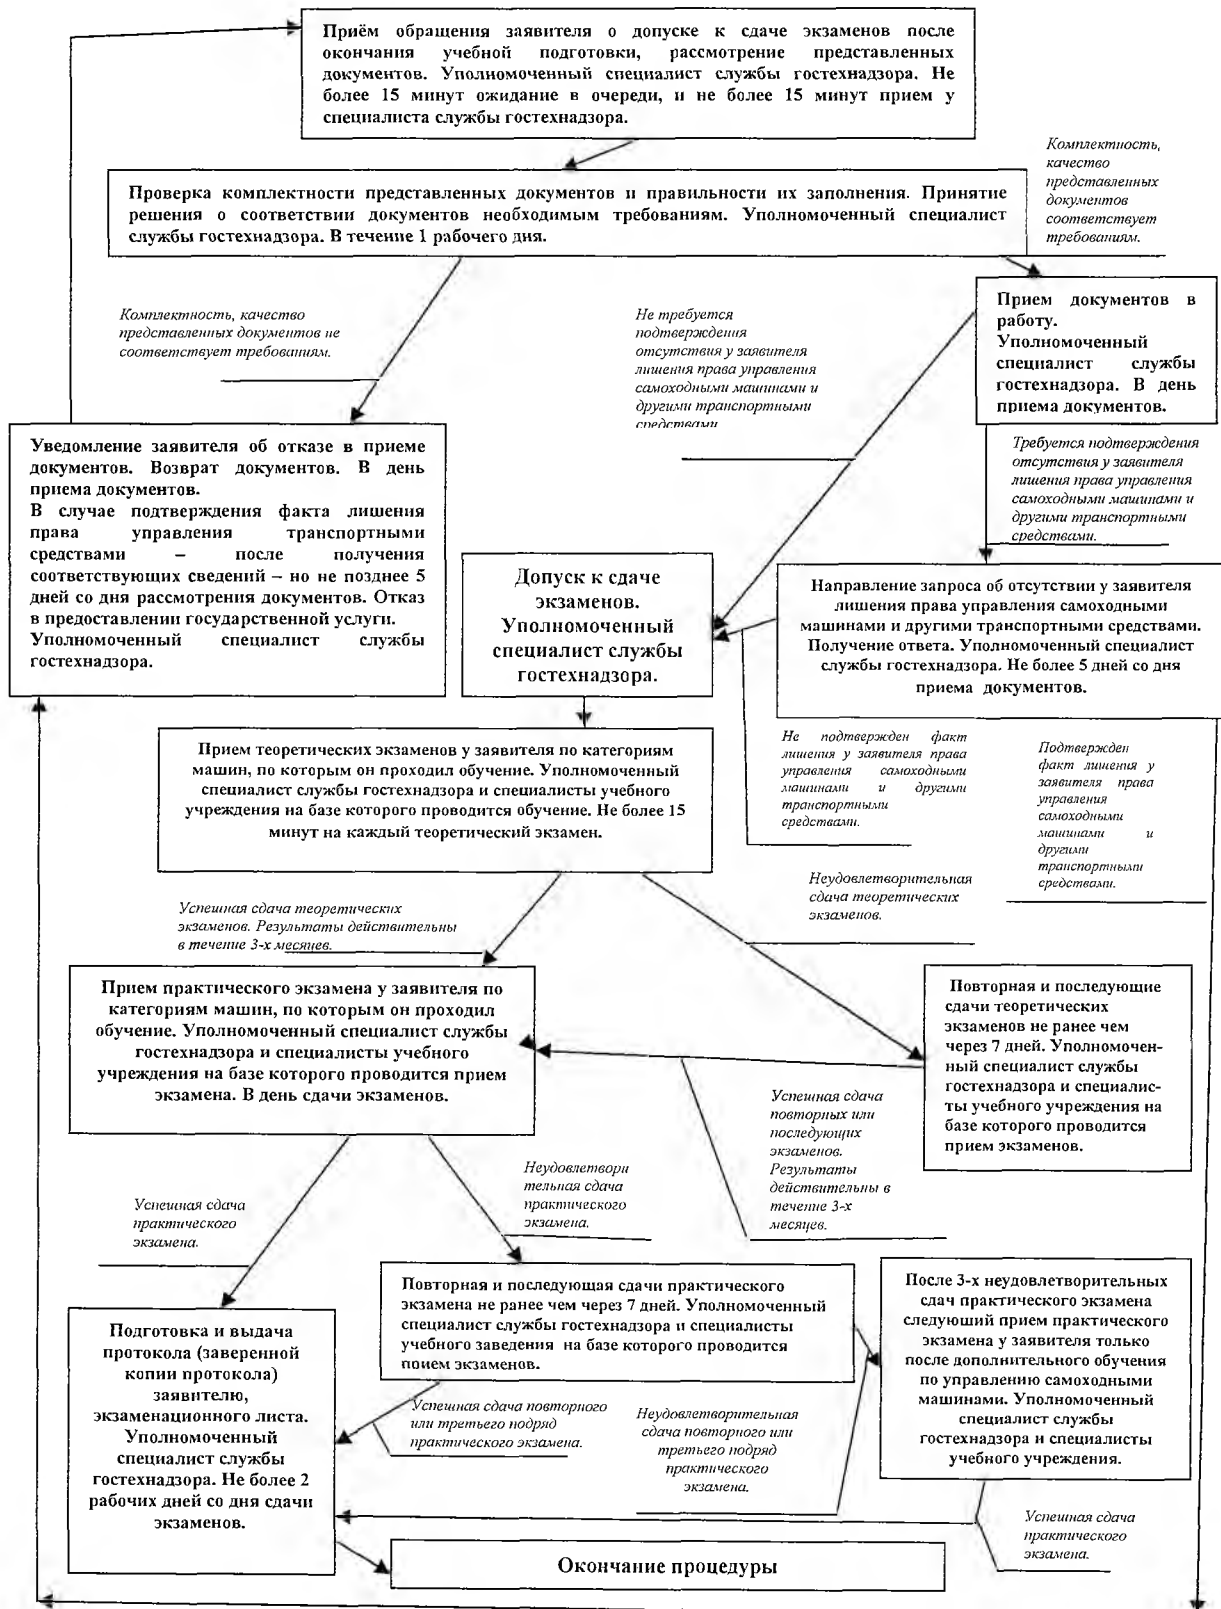 Приём обращения заявителя о допуске к сдаче экзаменов после
окончания учебной подготовки, рассмотрение представленных
документов. Уполномоченный специалист службы гостехнадзора. Не
более 15 минут ожидание в очереди, и не более 15 минут прием у
специалиста службы гостехнадзора.
Комплектность,
качество
представленных
документов
соответствует
требованиям.
Проверка комплектности представленных документов и правильности их заполнения. Принятие
решения о соответствии документов необходимым требованиям. Уполномоченный специалист
службы гостехнадзора. В течение 1 рабочего дня.
Комплектность, качество
представленных документов не
соответствует требованиям.
Не требуется
подтверждения
отсутствия у заявителя
лишения права управления
самоходными машинами и
другими транспортными
средствами
Прием документов в
работу.
Уполномоченный
специалист службы
гостехнадзора. В день
приема документов.
Уведомление заявителя об отказе в приеме
документов. Возврат документов. В день
приема документов.
В случае подтверждения факта лишения
права управления транспортными
средствами – после получения
соответствующих сведений – но не позднее 5
дней со дня рассмотрения документов. Отказ
в предоставлении государственной услуги.
Уполномоченный специалист службы
гостехнадзора.
Требуется подтверждения
отсутствия у заявителя
лишения права управления
самоходными машинами и
другими транспортными
средствами.
Допуск к сдаче
экзаменов.
Уполномоченный
специалист службы
гостехнадзора.
Направление запроса об отсутствии у заявителя
лишения права управления самоходными
машинами и другими транспортными средствами.
Получение ответа. Уполномоченный специалист
службы гостехнадзора. Не более 5 дней со дня
приема документов.
Прием теоретических экзаменов у заявителя по категориям
машин, по которым он проходил обучение. Уполномоченный
специалист службы гостехнадзора и специалисты учебного
учреждения на базе которого проводится обучение. Не более 15
минут на каждый теоретический экзамен.
Не подтвержден факт
лишения у заявителя права
управления самоходными
машинами и другими
транспортными
средствами.
Подтвержден
факт лишения у
заявителя права
управления
самоходными
машинами и
другими
транспортными
средствами.
Неудовлетворительная
сдача теоретических
экзаменов.
Успешная сдача теоретических
экзаменов. Результаты действительны
в течение 3-х месяцев.
Прием практического экзамена у заявителя по
категориям машин, по которым он проходил
обучение. Уполномоченный специалист службы
гостехнадзора и специалисты учебного
учреждения на базе которого проводится прием
экзамена. В день сдачи экзаменов.
Повторная и последующие
сдачи теоретических
экзаменов не ранее чем
через 7 дней. Уполномочен-
ный специалист службы
гостехнадзора и специалис-
ты учебного учреждения на
базе которого проводится
прием экзаменов.
Успешная сдача
повторных или
последующих
экзаменов.
Результаты
действительны в
течение 3-х
месяцев.
Неудовлетвори
тельная сдача
практического
экзамена.
Успешная сдача
практического
экзамена.
Повторная и последующая сдачи практического
экзамена не ранее чем через 7 дней. Уполномоченный
специалист службы гостехнадзора и специалисты
учебного заведения на базе которого проводится
прием экзаменов.
После 3-х неудовлетворительных
сдач практического экзамена
следующий прием практического
экзамена у заявителя только
после дополнительного обучения
по управлению самоходными
машинами. Уполномоченный
специалист службы
гостехнадзора и специалисты
учебного учреждения.
Подготовка и выдача
протокола (заверенной
копии протокола)
заявителю,
экзаменационного листа.
Уполномоченный
специалист службы
гостехнадзора. Не более 2
рабочих дней со дня сдачи
экзаменов.
Успешная сдача повторного
или третьего подряд
практического экзамена.
Неудовлетворительная
сдача повторного или
третьего подряд
практического
экзамена.
Успешная сдача
практического
экзамена.
Окончание процедуры